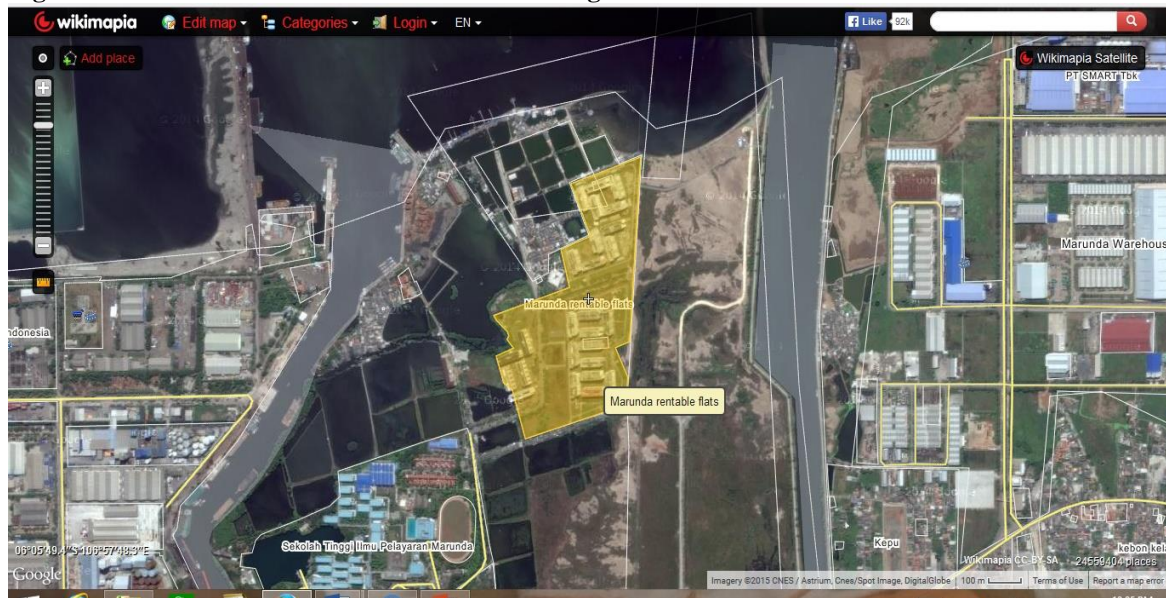 wikimapia Edit map Categories Login EN Like 92k
Add place
Wikimapia Satellite
PT SMART Tbk
Marunda Warehous
Marunda rentable flats
ndonesia
Marunda rentable flats
Sekolah Tinggi Ilmu Pelayaran Marunda
Kepu
kebon kela
06°05'49.4"S 106°57'48.3"E
Wikimapia CC-BY-SA
24559404 places
Google
Imagery ©2015 CNES / Astrium, Cnes/Spot Image, DigitalGlobe 100 m Terms of Use Report a map error